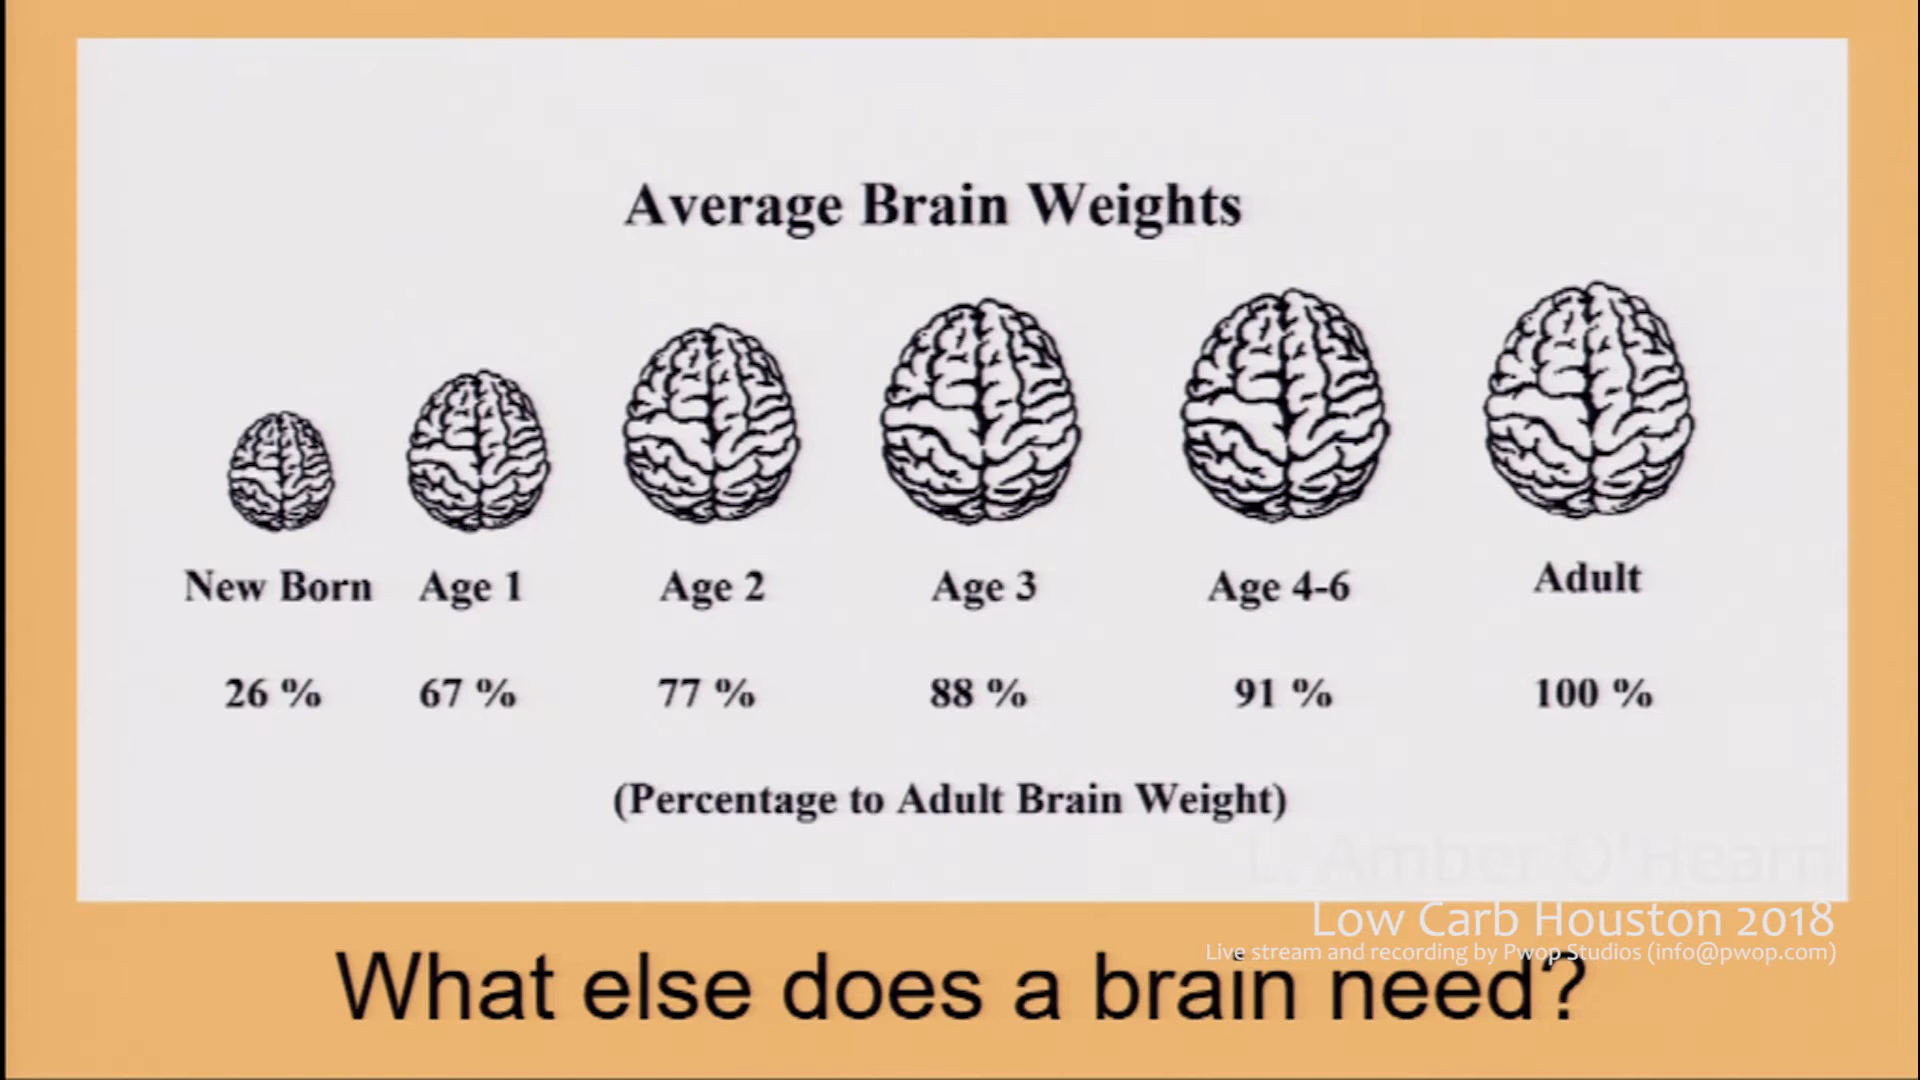 Average Brain Weights
New Born Age 1 Age 2 Age 3 Age 4-6 Adult
26 % 67 % 77 % 88 % 91 % 100 %
(Percentage to Adult Brain Weight)
L. Amber O'Hearn
Low Carb Houston 2018
Live stream and recording by Pwop Studios (info@pwop.com)
What else does a brain need?